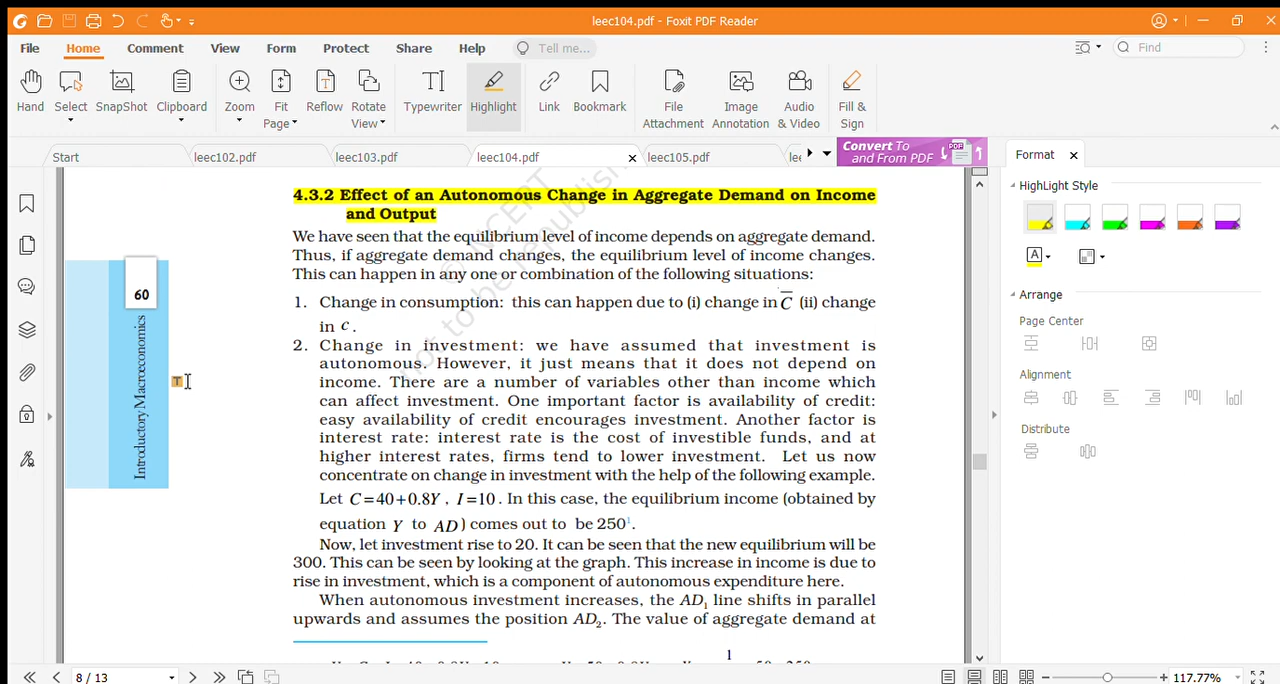 leec104.pdf - Foxit PDF Reader
File Home Comment View Form Protect Share Help Tell me... Find
Hand Select SnapShot Clipboard Zoom Fit Page Reflow Rotate View Typewriter Highlight Link Bookmark File Attachment Image Annotation Audio & Video Fill & Sign
Start leec102.pdf leec103.pdf leec104.pdf leec105.pdf
Convert To
and From PDF
PDF
4.3.2 Effect of an Autonomous Change in Aggregate Demand on Income
and Output
We have seen that the equilibrium level of income depends on aggregate demand.
Thus, if aggregate demand changes, the equilibrium level of income changes.
This can happen in any one or combination of the following situations:
1. Change in consumption: this can happen due to (i) change in C̅ (ii) change
in c.
2. Change in investment: we have assumed that investment is
autonomous. However, it just means that it does not depend on
income. There are a number of variables other than income which
can affect investment. One important factor is availability of credit:
easy availability of credit encourages investment. Another factor is
interest rate: interest rate is the cost of investible funds, and at
higher interest rates, firms tend to lower investment. Let us now
concentrate on change in investment with the help of the following example.
Let C=40+0.8Y, I=10. In this case, the equilibrium income (obtained by
equation Y to AD) comes out to be 250¹.
Now, let investment rise to 20. It can be seen that the new equilibrium will be
300. This can be seen by looking at the graph. This increase in income is due to
rise in investment, which is a component of autonomous expenditure here.
When autonomous investment increases, the AD₁ line shifts in parallel
upwards and assumes the position AD₂. The value of aggregate demand at
1
60
Introductory Macroeconomics
© NCERT
not to be republished
Format
HighLight Style
Arrange
Page Center
Alignment
Distribute
8 / 13
117.77%